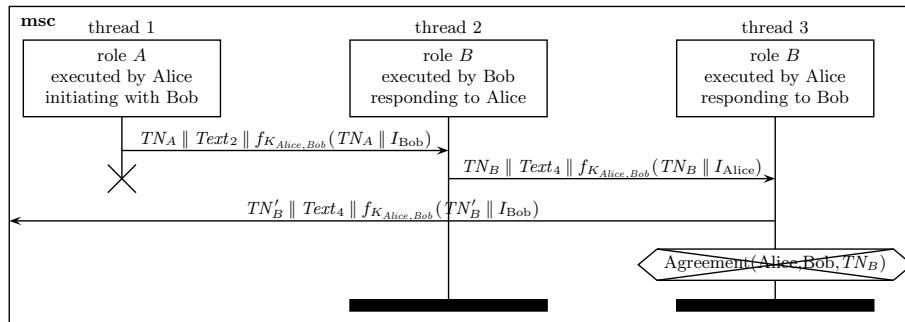 msc
thread 1
thread 2
thread 3
role A
executed by Alice
initiating with Bob
role B
executed by Bob
responding to Alice
role B
executed by Alice
responding to Bob
TN_A ∥ Text_2 ∥ f_{K_{Alice,Bob}}(TN_A ∥ I_Bob)
TN_B ∥ Text_4 ∥ f_{K_{Alice,Bob}}(TN_B ∥ I_Alice)
TN'_B ∥ Text_4 ∥ f_{K_{Alice,Bob}}(TN'_B ∥ I_Bob)
Agreement(Alice,Bob,TN_B)